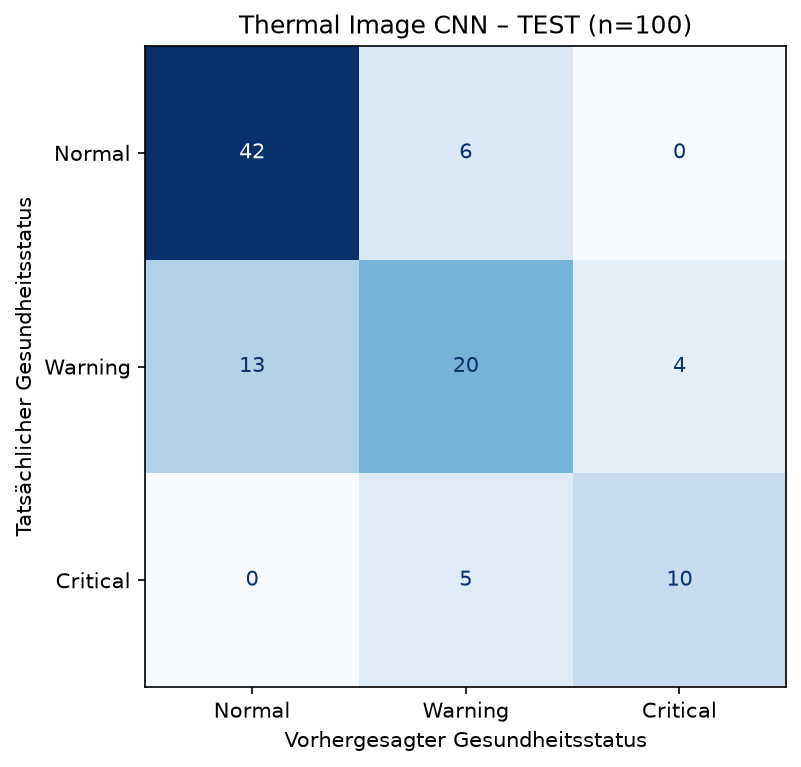 Thermal Image CNN – TEST (n=100)
Tatsächlicher Gesundheitsstatus
Normal 42 6 0
Warning 13 20 4
Critical 0 5 10
Normal Warning Critical
Vorhergesagter Gesundheitsstatus